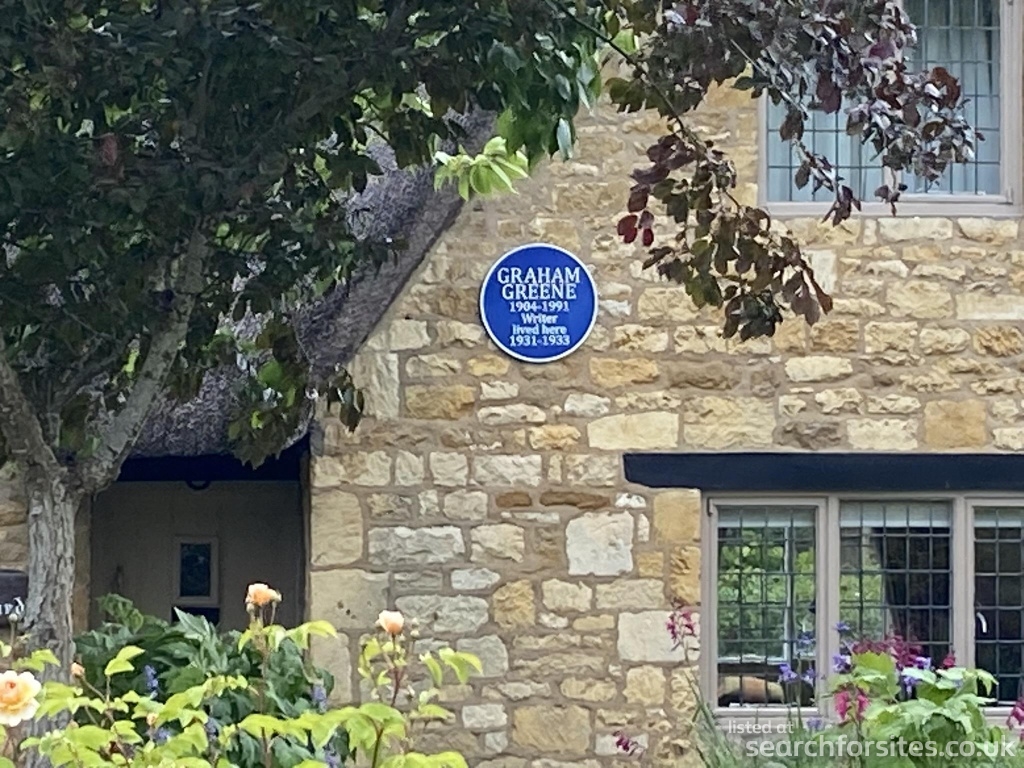 GRAHAM
GREENE
1904-1991
Writer
lived here
1931-1933
listed at
searchforsites.co.uk